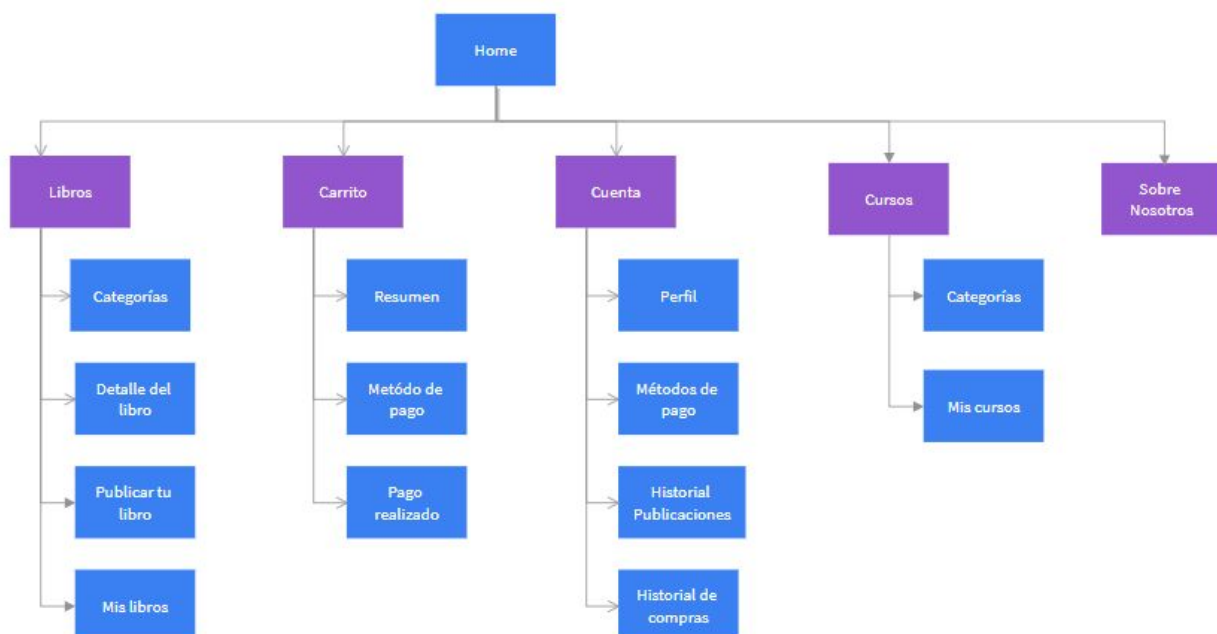 Home
Libros
Carrito
Cuenta
Cursos
Sobre
Nosotros
Categorías
Resumen
Perfil
Categorías
Detalle del
libro
Metódo de
pago
Métodos de
pago
Mis cursos
Publicar tu
libro
Pago
realizado
Historial
Publicaciones
Mis libros
Historial de
compras